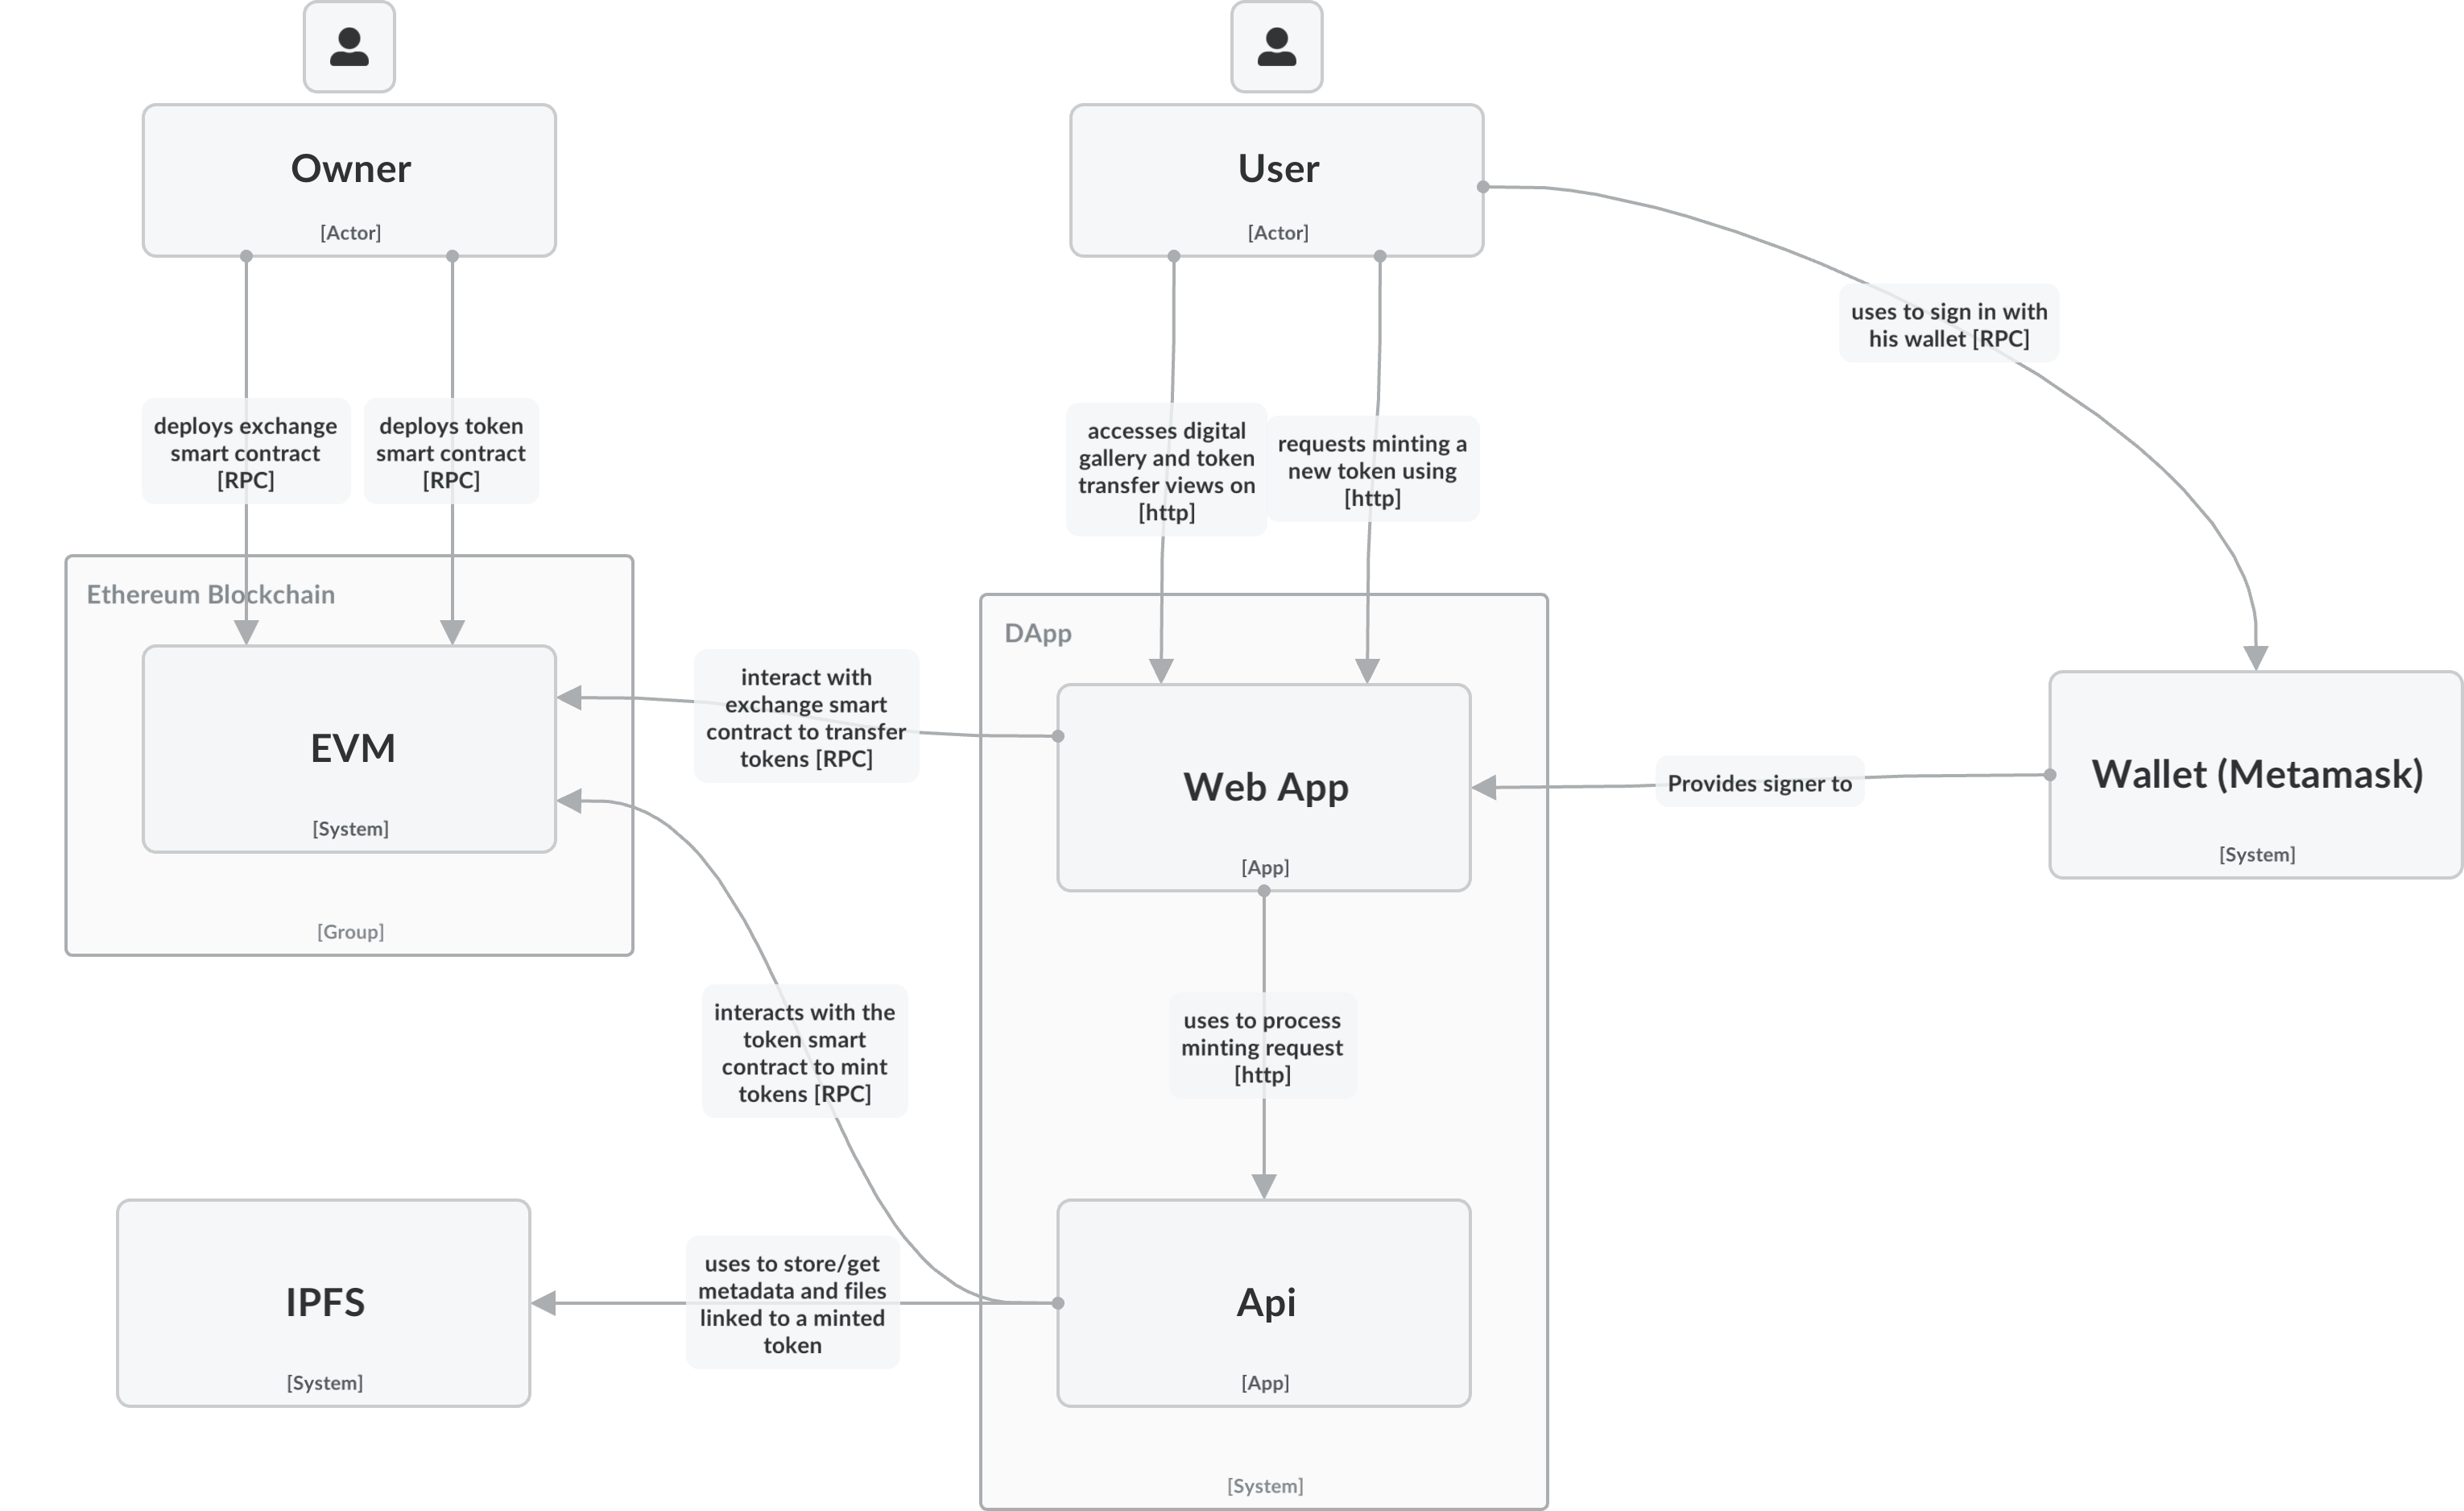 Owner
[Actor]
User
[Actor]
uses to sign in with
his wallet [RPC]
deploys exchange
smart contract
[RPC]
deploys token
smart contract
[RPC]
accesses digital
gallery and token
transfer views on
[http]
requests minting a
new token using
[http]
Ethereum Blockchain
EVM
[System]
[Group]
interact with
exchange smart
contract to transfer
tokens [RPC]
DApp
Web App
[App]
Provides signer to
Wallet (Metamask)
[System]
interacts with the
token smart
contract to mint
tokens [RPC]
uses to process
minting request
[http]
IPFS
[System]
uses to store/get
metadata and files
linked to a minted
token
Api
[App]
[System]